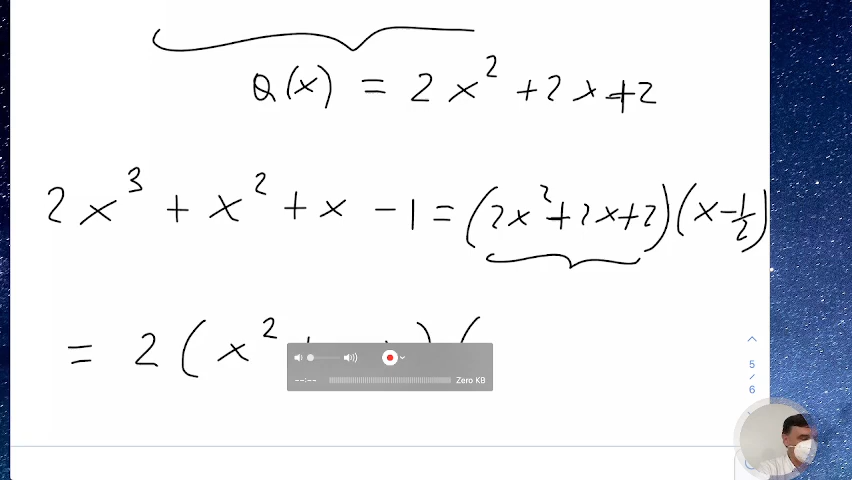 Q(x) = 2x² + 2x + 2
2x³ + x² + x - 1 = (2x² + 2x + 2)(x - 1/2)
= 2(x²
--:-- Zero KB
5
/
6